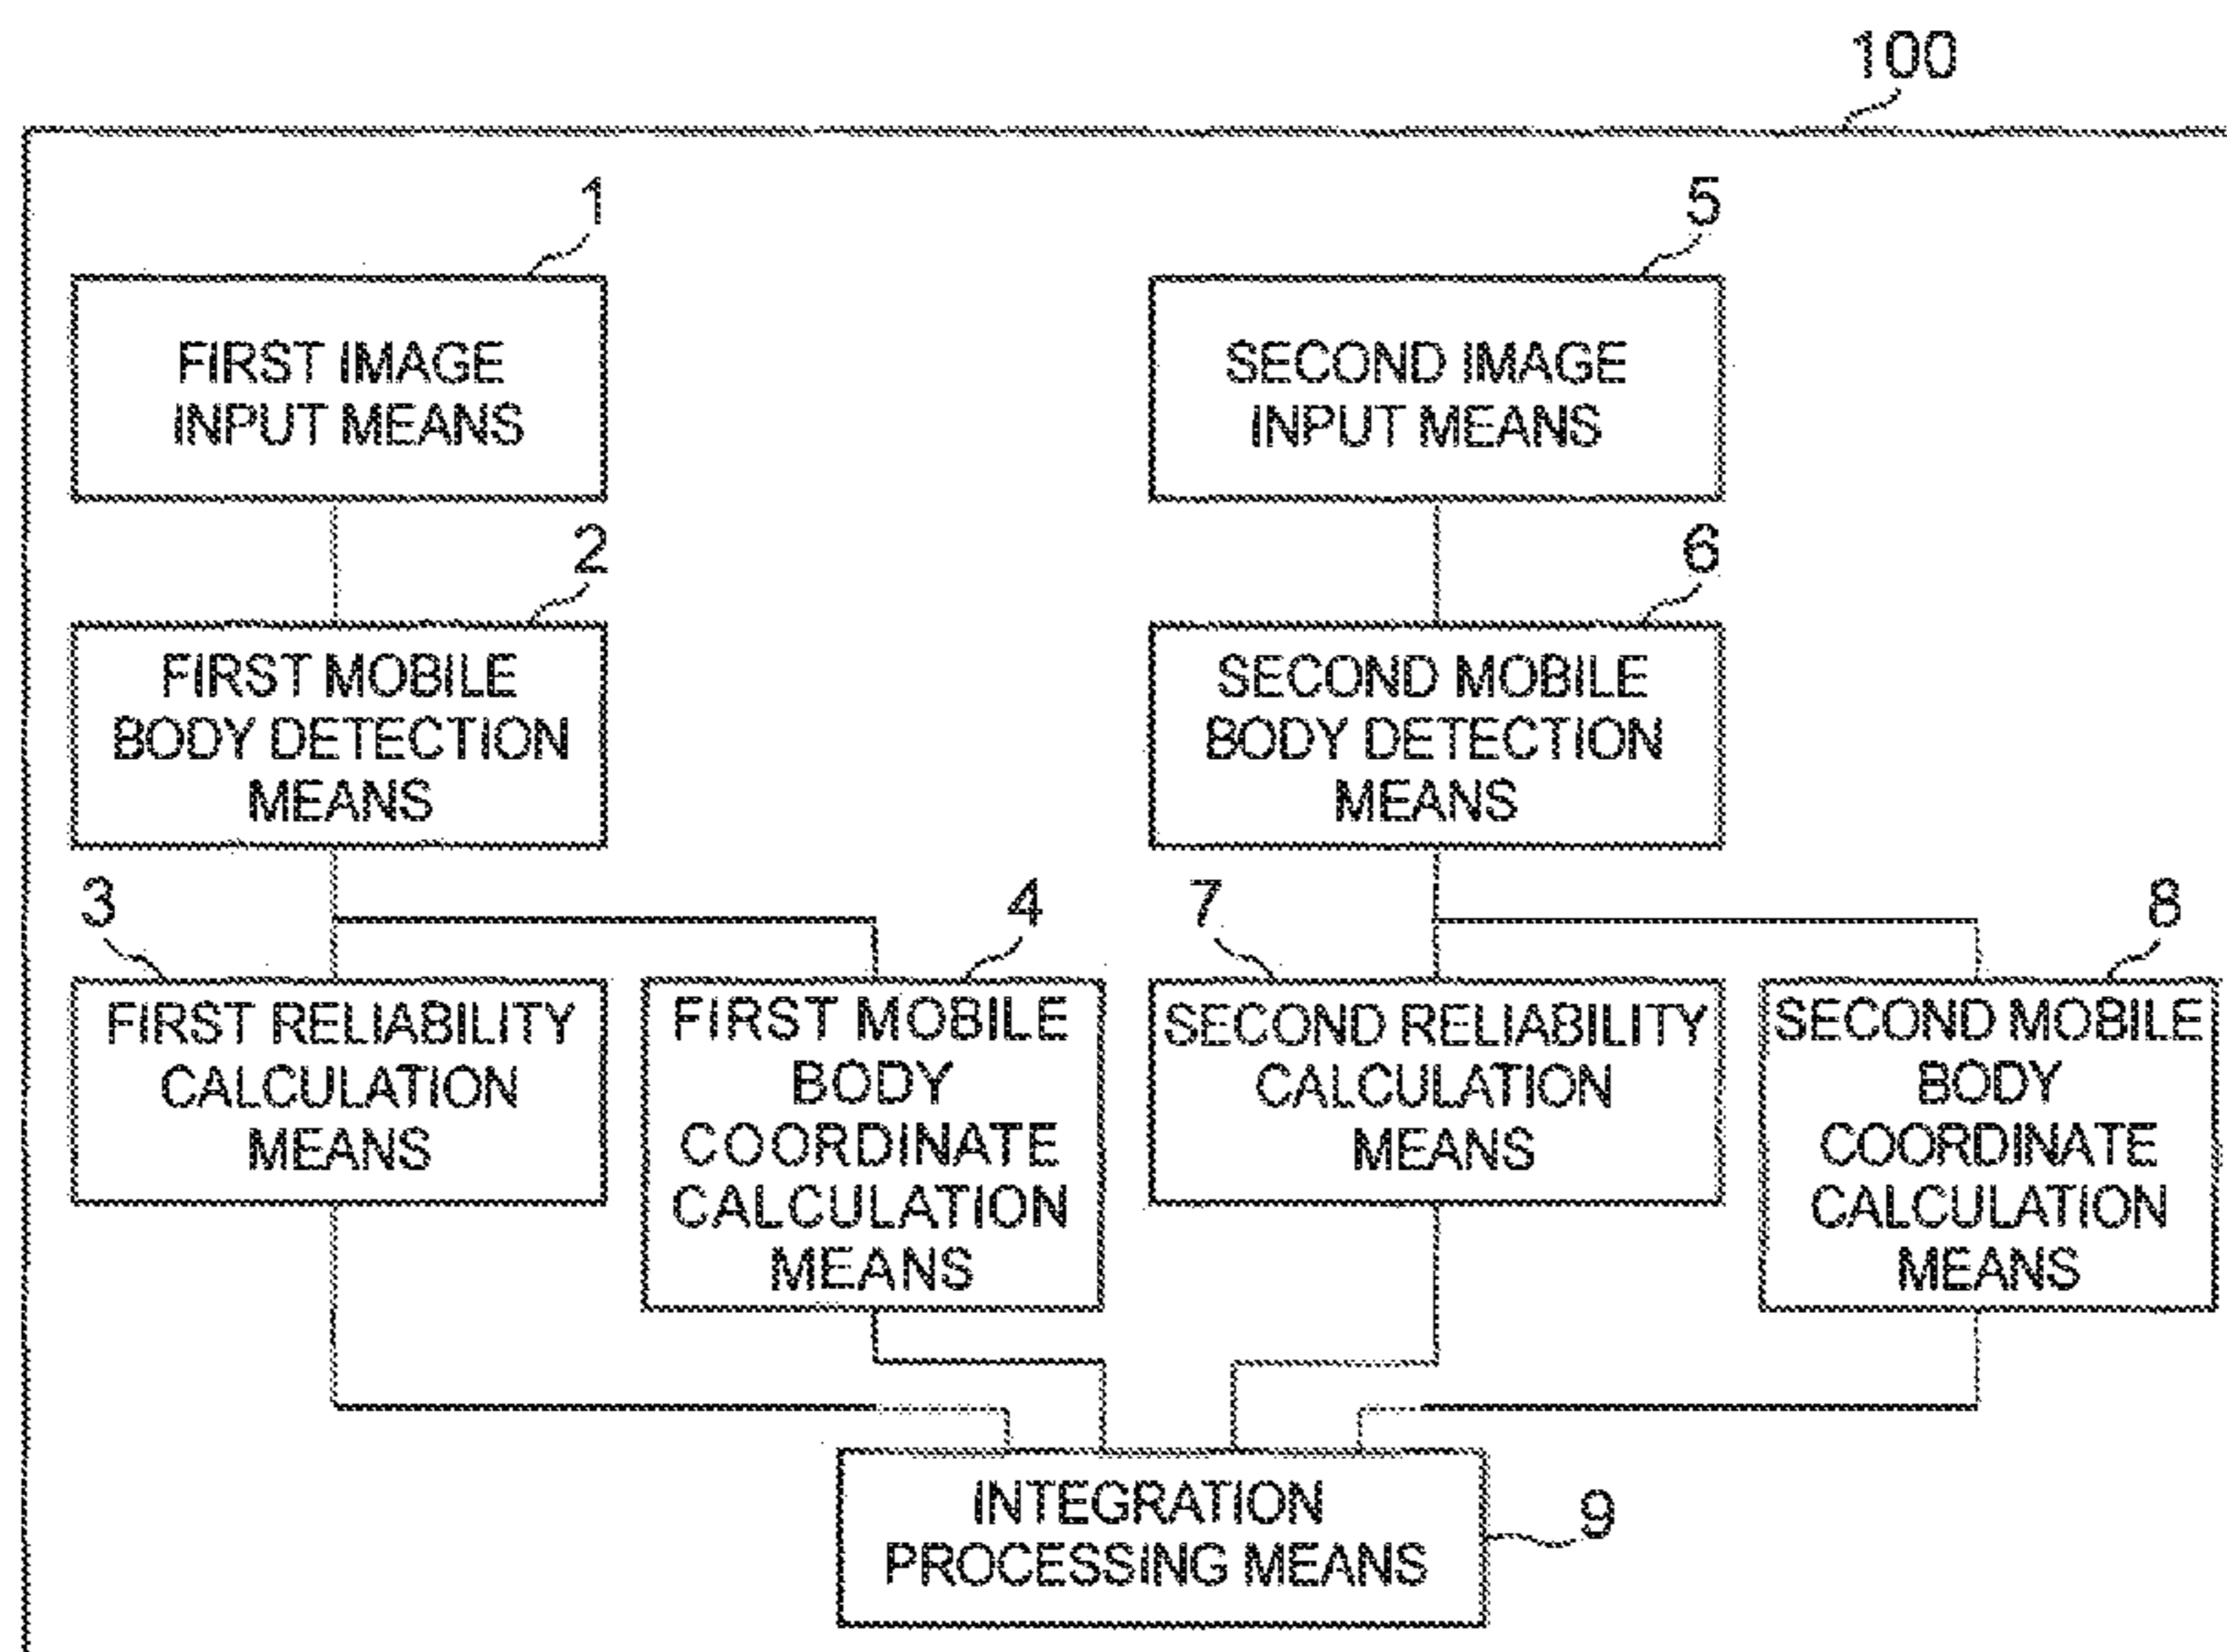 100
1
FIRST IMAGE
INPUT MEANS
5
SECOND IMAGE
INPUT MEANS
2
FIRST MOBILE
BODY DETECTION
MEANS
6
SECOND MOBILE
BODY DETECTION
MEANS
3
FIRST RELIABILITY
CALCULATION
MEANS
4
FIRST MOBILE
BODY
COORDINATE
CALCULATION
MEANS
7
SECOND RELIABILITY
CALCULATION
MEANS
8
SECOND MOBILE
BODY
COORDINATE
CALCULATION
MEANS
INTEGRATION
PROCESSING MEANS
9